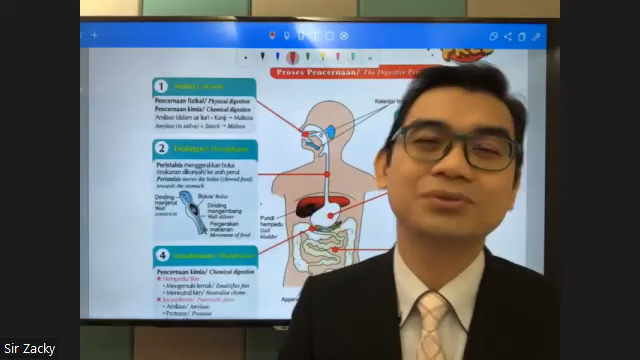 Proses Pencernaan/ The Digestive
1 Mulut/ Mouth
Pencernaan fizikal/ Physical digestion
Pencernaan kimia/ Chemical digestion
Amilase (dalam air liur) + Kanji → Maltosa
Amylase (in saliva) + Starch → Maltose
Kelenjar
2 Esofagus/ Oesophagus
Peristalsis menggerakkan bolus
makanan dikunyah) ke arah perut
Peristalsis moves the bolus (chewed food)
towards the stomach
Dinding
mengecut
Wall
constricts
Bolus/ Bolus
Dinding
mengembang
Wall dilates
Pergerakan
makanan
Movement of food
Pundi
hempedu
Gall
bladder
4 Duodenum/ Duodenum
Pencernaan kimia/ Chemical digestion
★ Hempedu/ Bile
• Mengemulsi lemak/ Emulsifies fats
• Meneutral kim/ Neutralise chyme
★ Jus pankreas/ Pancreatic juice
• Amilase/ Amylase
• Protease/ Protease
Sir Zacky